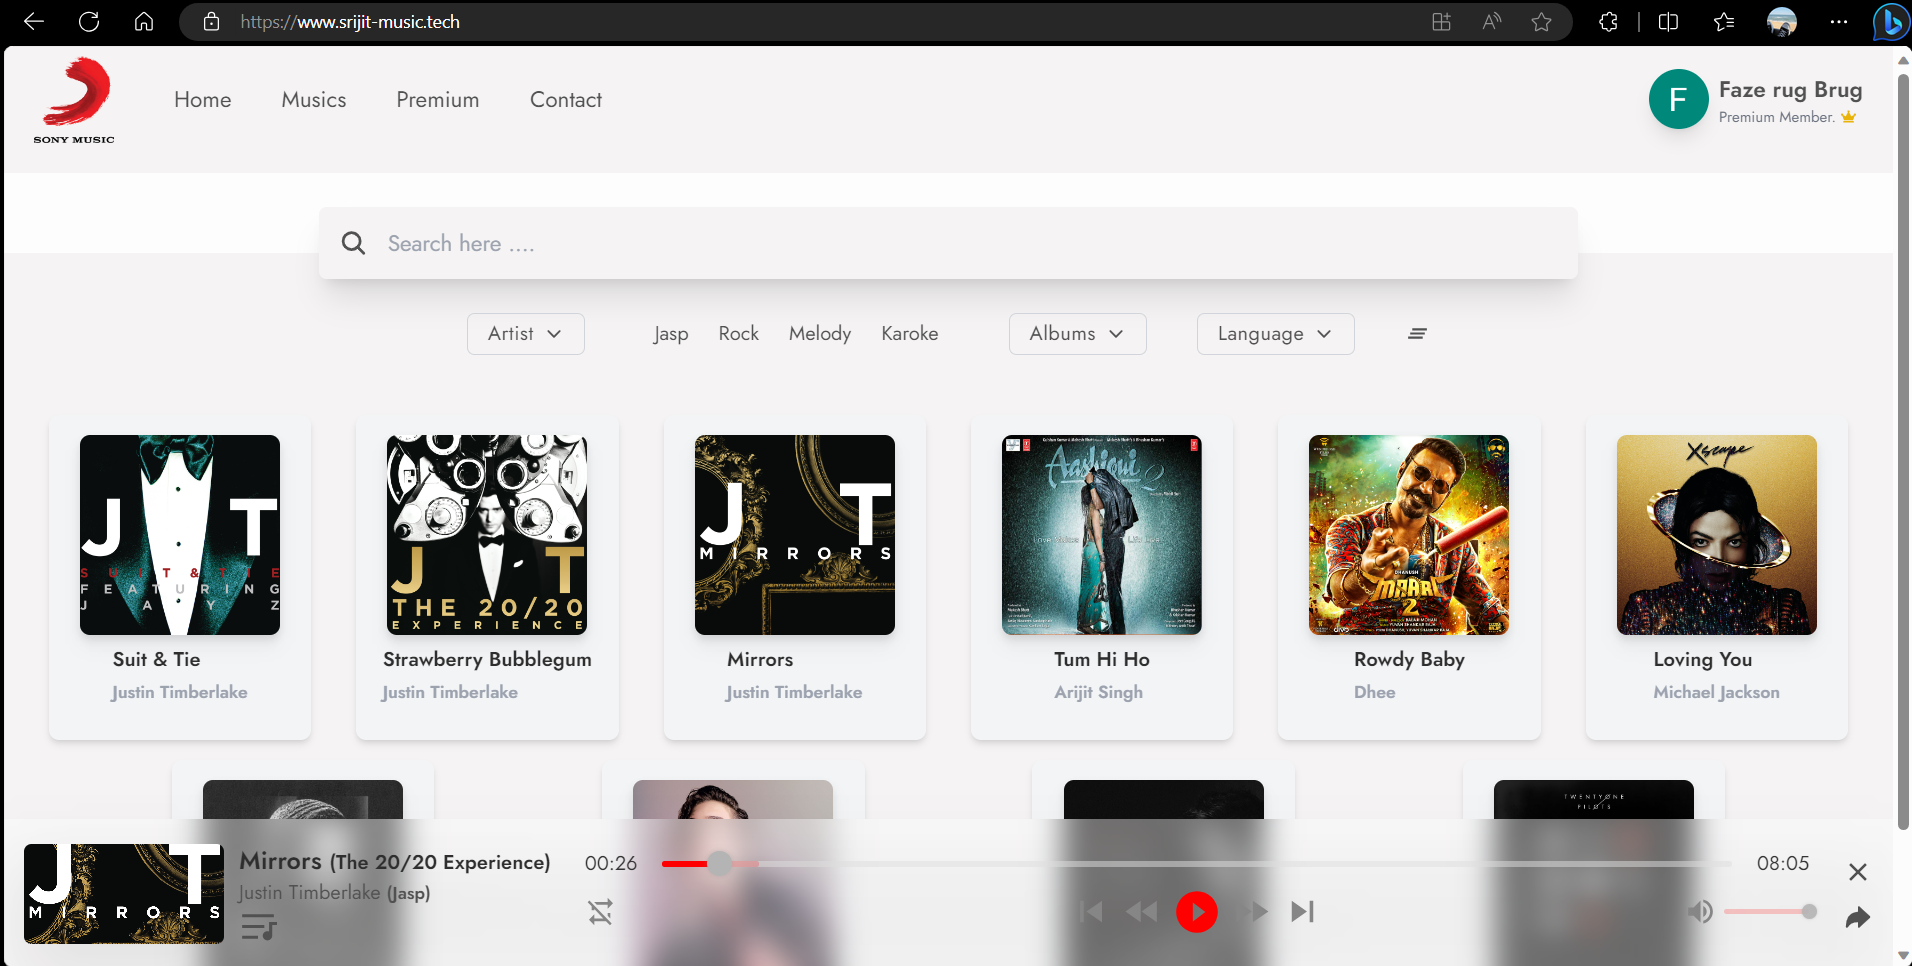 https://www.srijit-music.tech
SONY MUSIC
Home Musics Premium Contact
F
Faze rug Brug
Premium Member.
Search here ....
Artist Jasp Rock Melody Karoke Albums Language
J T
SUIT & TIE
FEATURING
JAY Z
J T
THE 20/20
EXPERIENCE
J T
MIRRORS
Aashiqui 2
DHANUSH
MAARI
2
Xscape
Suit & Tie
Justin Timberlake
Strawberry Bubblegum
Justin Timberlake
Mirrors
Justin Timberlake
Tum Hi Ho
Arijit Singh
Rowdy Baby
Dhee
Loving You
Michael Jackson
TWENTY ONE
PILOTS
J T
MIRRORS
Mirrors (The 20/20 Experience)
Justin Timberlake (Jasp)
00:26
08:05